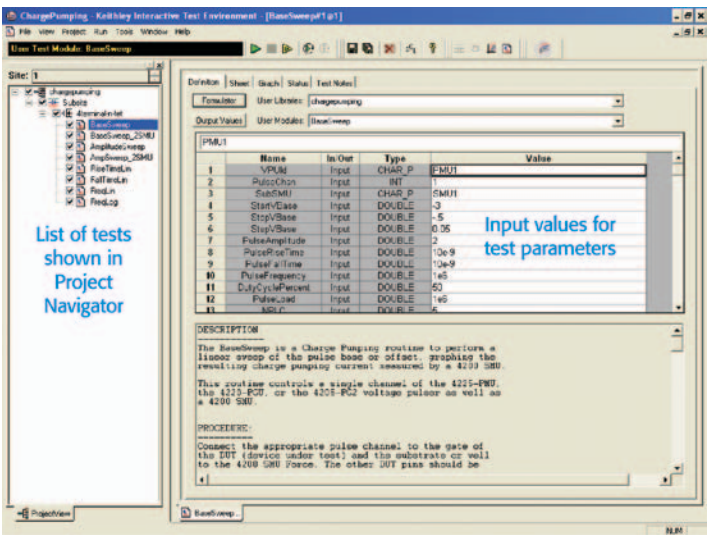 ChargePumping - Keithley Interactive Test Environment - [BaseSweep#1@1]
File View Project Run Tools Window Help
User Test Module: BaseSweep
Site: 1
chargepumping
Subsite
4terminal-n-fet
BaseSweep
BaseSweep_2SMU
AmplitudeSweep
AmpSweep_2SMU
RiseTimeLin
FallTimeLin
FreqLin
FreqLog
List of tests
shown in
Project
Navigator
ProjectView
Definition Sheet Graph Status Test Notes
Formulator User Libraries: chargepumping
Output Values User Modules: BaseSweep
PMU1
Name In/Out Type Value
1 VPUId Input CHAR_P PMU1
2 PulseChan Input INT 1
3 SubSMU Input CHAR_P SMU1
4 StartVBase Input DOUBLE -3
5 StopVBase Input DOUBLE -.5
6 StepVBase Input DOUBLE 0.05
7 PulseAmplitude Input DOUBLE 2
8 PulseRiseTime Input DOUBLE 10e-9
9 PulseFallTime Input DOUBLE 10e-9
10 PulseFrequency Input DOUBLE 1e6
11 DutyCyclePercent Input DOUBLE 50
12 PulseLoad Input DOUBLE 1e6
13 NPLC Input DOUBLE 5
Input values for
test parameters
DESCRIPTION
-----------
The BaseSweep is a Charge Pumping routine to perform a
linear sweep of the pulse base or offset, graphing the
resulting charge pumping current measured by a 4200 SMU.
This routine controls a single channel of the 4225-PMU,
the 4220-PGU, or the 4205-PG2 voltage pulser as well as
a 4200 SMU.
PROCEDURE:
----------
Connect the appropriate pulse channel to the gate of
the DUT (device under test) and the substrate or well
to the 4200 SMU Force. The other DUT pins should be
BaseSweep...
NUM